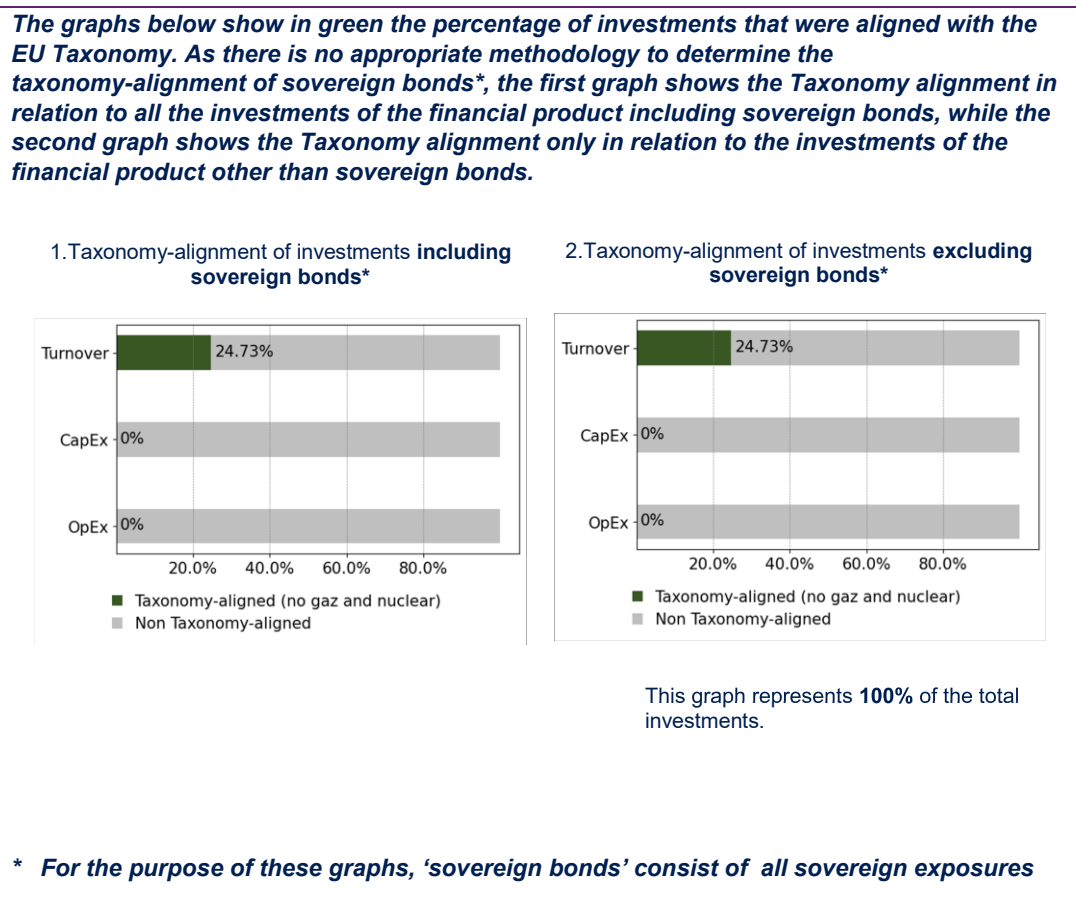 The graphs below show in green the percentage of investments that were aligned with the
EU Taxonomy. As there is no appropriate methodology to determine the
taxonomy-alignment of sovereign bonds*, the first graph shows the Taxonomy alignment in
relation to all the investments of the financial product including sovereign bonds, while the
second graph shows the Taxonomy alignment only in relation to the investments of the
financial product other than sovereign bonds.
1.Taxonomy-alignment of investments including
sovereign bonds*
Turnover 24.73%
CapEx 0%
OpEx 0%
20.0% 40.0% 60.0% 80.0%
Taxonomy-aligned (no gaz and nuclear)
Non Taxonomy-aligned
2.Taxonomy-alignment of investments excluding
sovereign bonds*
Turnover 24.73%
CapEx 0%
OpEx 0%
20.0% 40.0% 60.0% 80.0%
Taxonomy-aligned (no gaz and nuclear)
Non Taxonomy-aligned
This graph represents 100% of the total
investments.
* For the purpose of these graphs, ‘sovereign bonds’ consist of all sovereign exposures